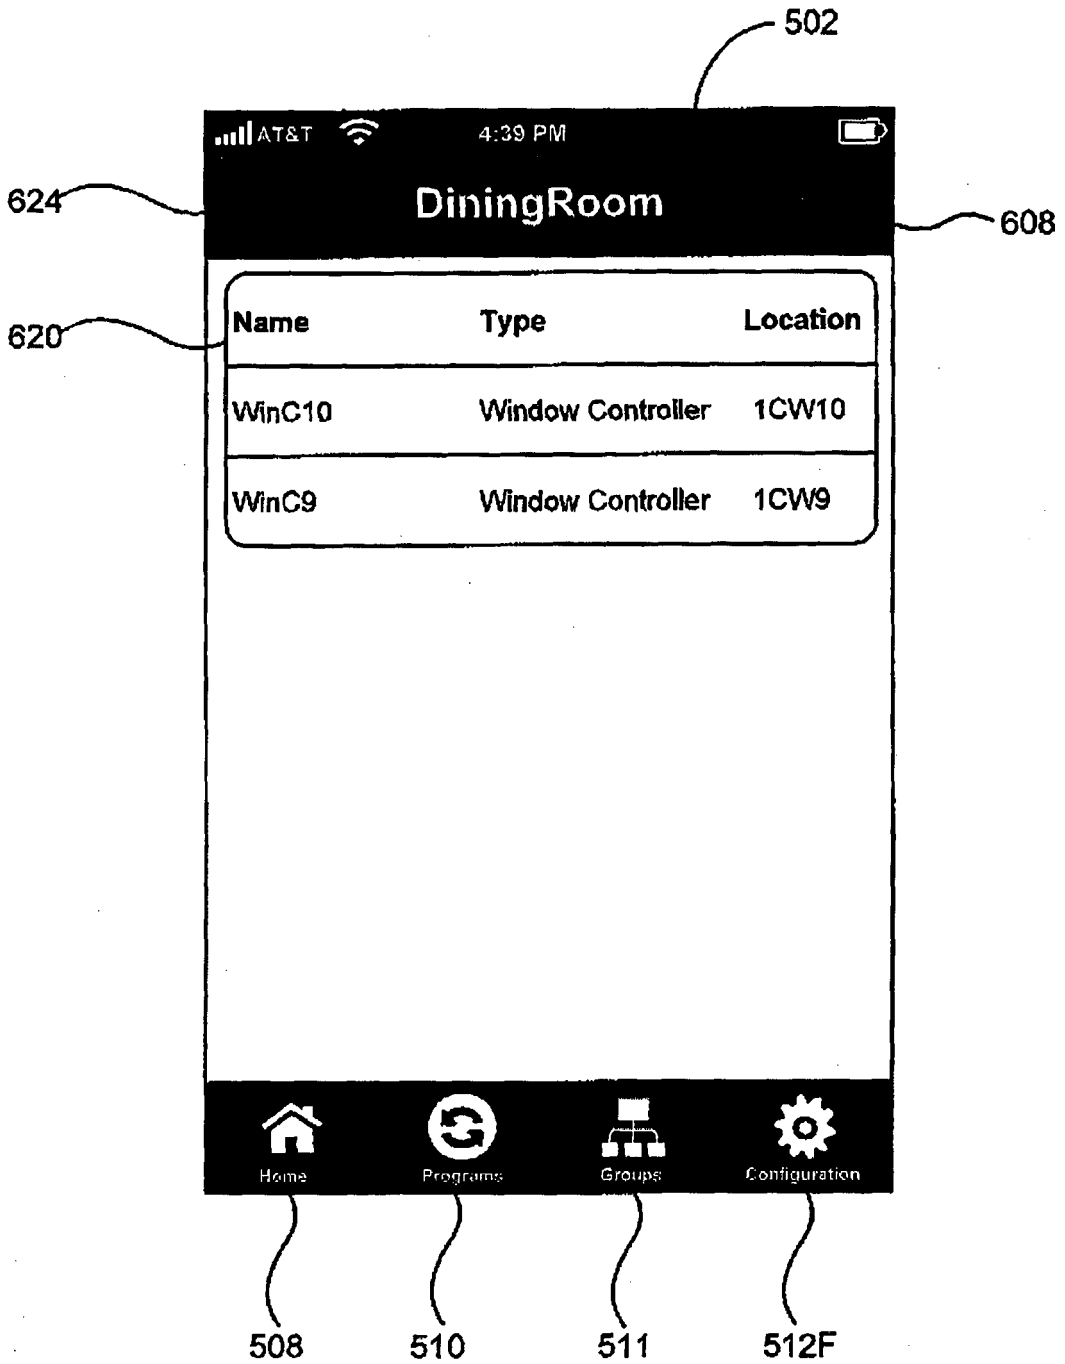 502
AT&T 4:39 PM
624
DiningRoom
608
620
Name Type Location
WinC10 Window Controller 1CW10
WinC9 Window Controller 1CW9
Home Programs Groups Configuration
508 510 511 512F